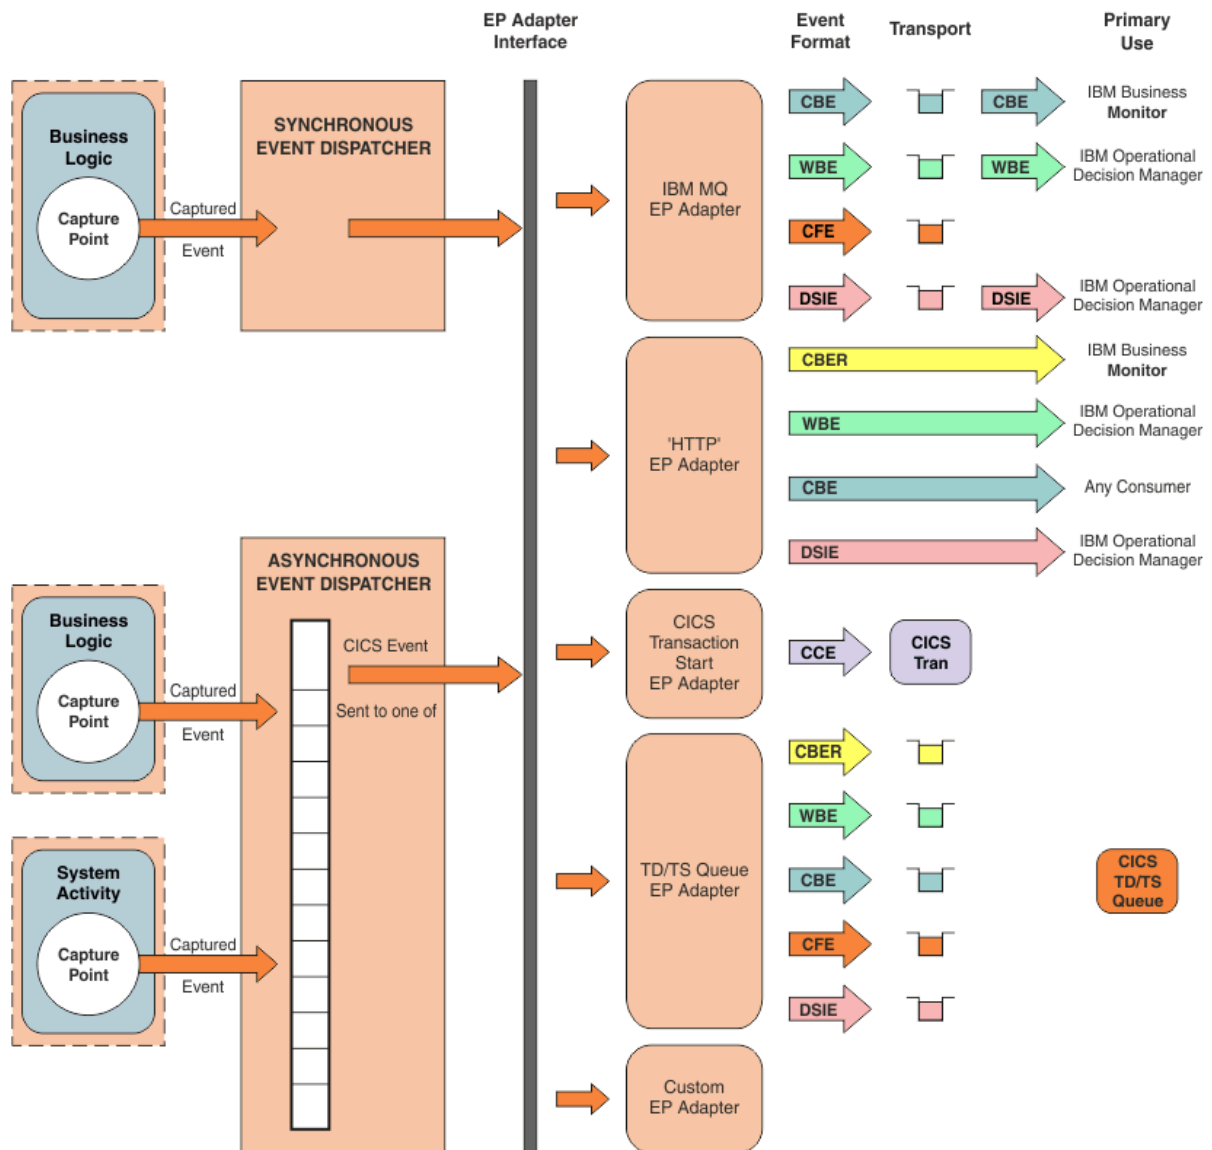 EP Adapter
Interface
Event
Format
Transport
Primary
Use
Business
Logic
Capture
Point
Captured
Event
SYNCHRONOUS
EVENT DISPATCHER
IBM MQ
EP Adapter
CBE
CBE
IBM Business
Monitor
WBE
WBE
IBM Operational
Decision Manager
CFE
DSIE
DSIE
IBM Operational
Decision Manager
'HTTP'
EP Adapter
CBER
IBM Business
Monitor
WBE
IBM Operational
Decision Manager
CBE
Any Consumer
DSIE
IBM Operational
Decision Manager
Business
Logic
Capture
Point
Captured
Event
ASYNCHRONOUS
EVENT DISPATCHER
CICS Event
Sent to one of
CICS
Transaction
Start
EP Adapter
CCE
CICS
Tran
System
Activity
Capture
Point
Captured
Event
TD/TS Queue
EP Adapter
CBER
WBE
CBE
CFE
DSIE
CICS
TD/TS
Queue
Custom
EP Adapter